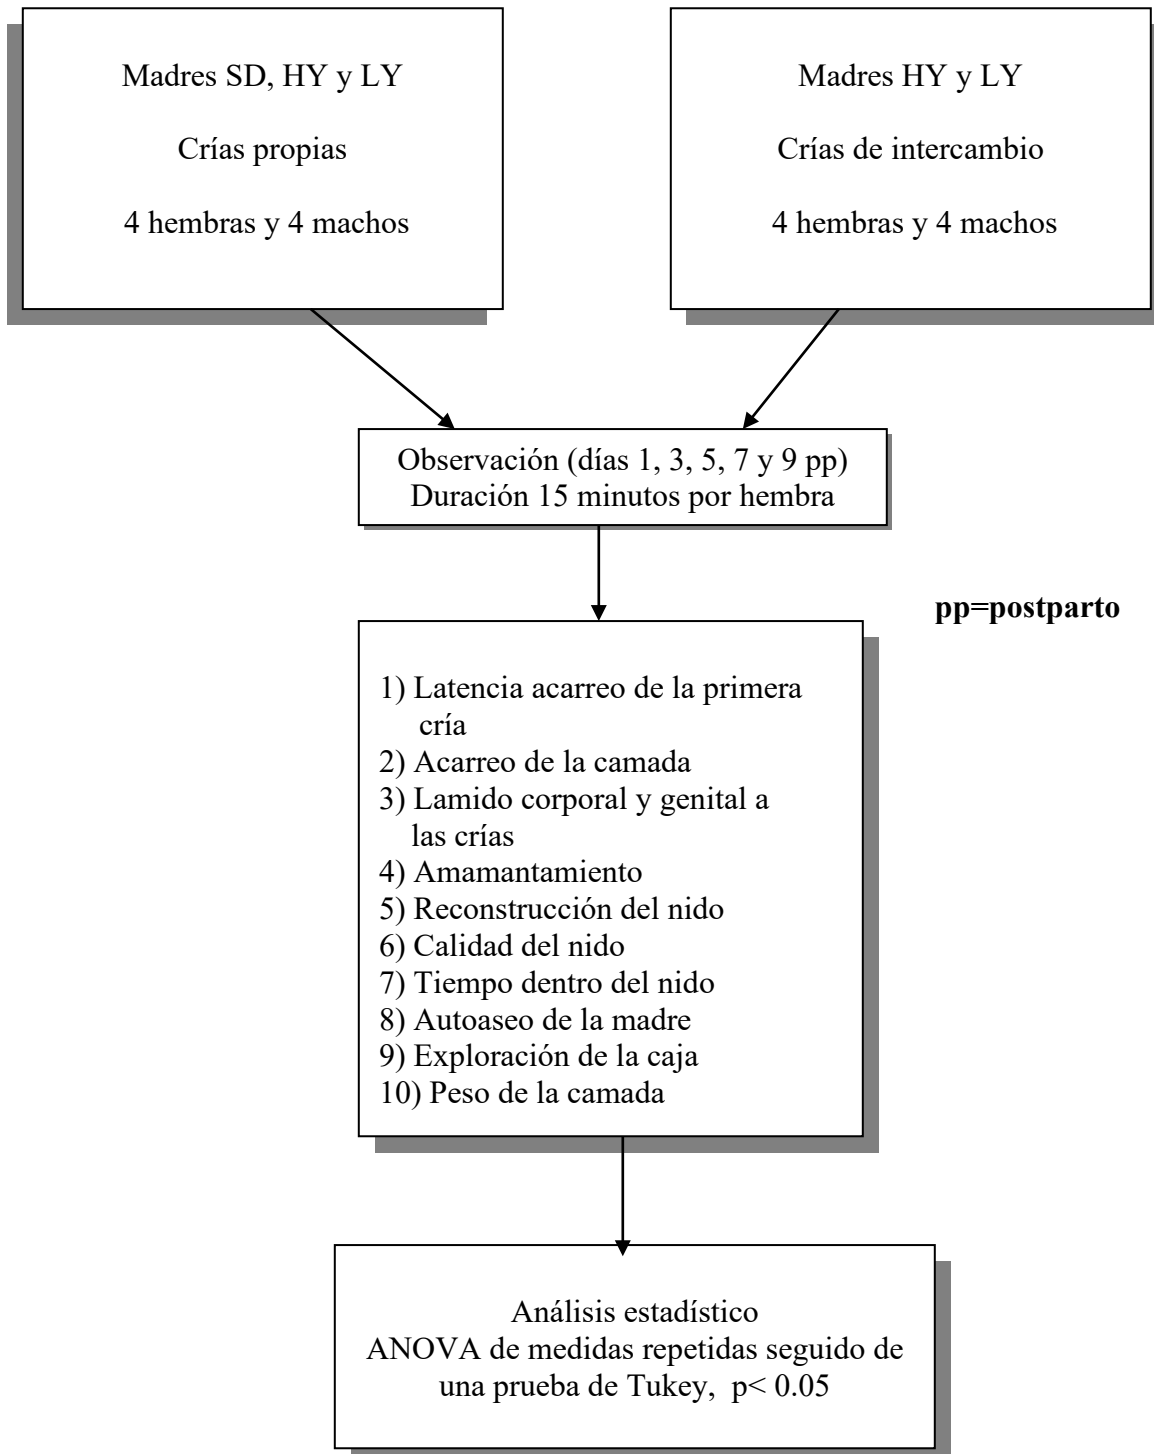 Madres SD, HY y LY
Crías propias
4 hembras y 4 machos
Madres HY y LY
Crías de intercambio
4 hembras y 4 machos
Observación (días 1, 3, 5, 7 y 9 pp)
Duración 15 minutos por hembra
pp=postparto
1) Latencia acarreo de la primera
cría
2) Acarreo de la camada
3) Lamido corporal y genital a
las crías
4) Amamantamiento
5) Reconstrucción del nido
6) Calidad del nido
7) Tiempo dentro del nido
8) Autoaseo de la madre
9) Exploración de la caja
10) Peso de la camada
Análisis estadístico
ANOVA de medidas repetidas seguido de
una prueba de Tukey,  p< 0.05